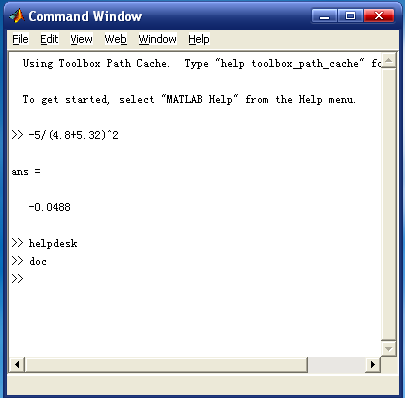 Command Window
File Edit View Web Window Help
Using Toolbox Path Cache. Type "help toolbox_path_cache" fo
To get started, select "MATLAB Help" from the Help menu.
>> -5/(4.8+5.32)^2
ans =
-0.0488
>> helpdesk
>> doc
>>